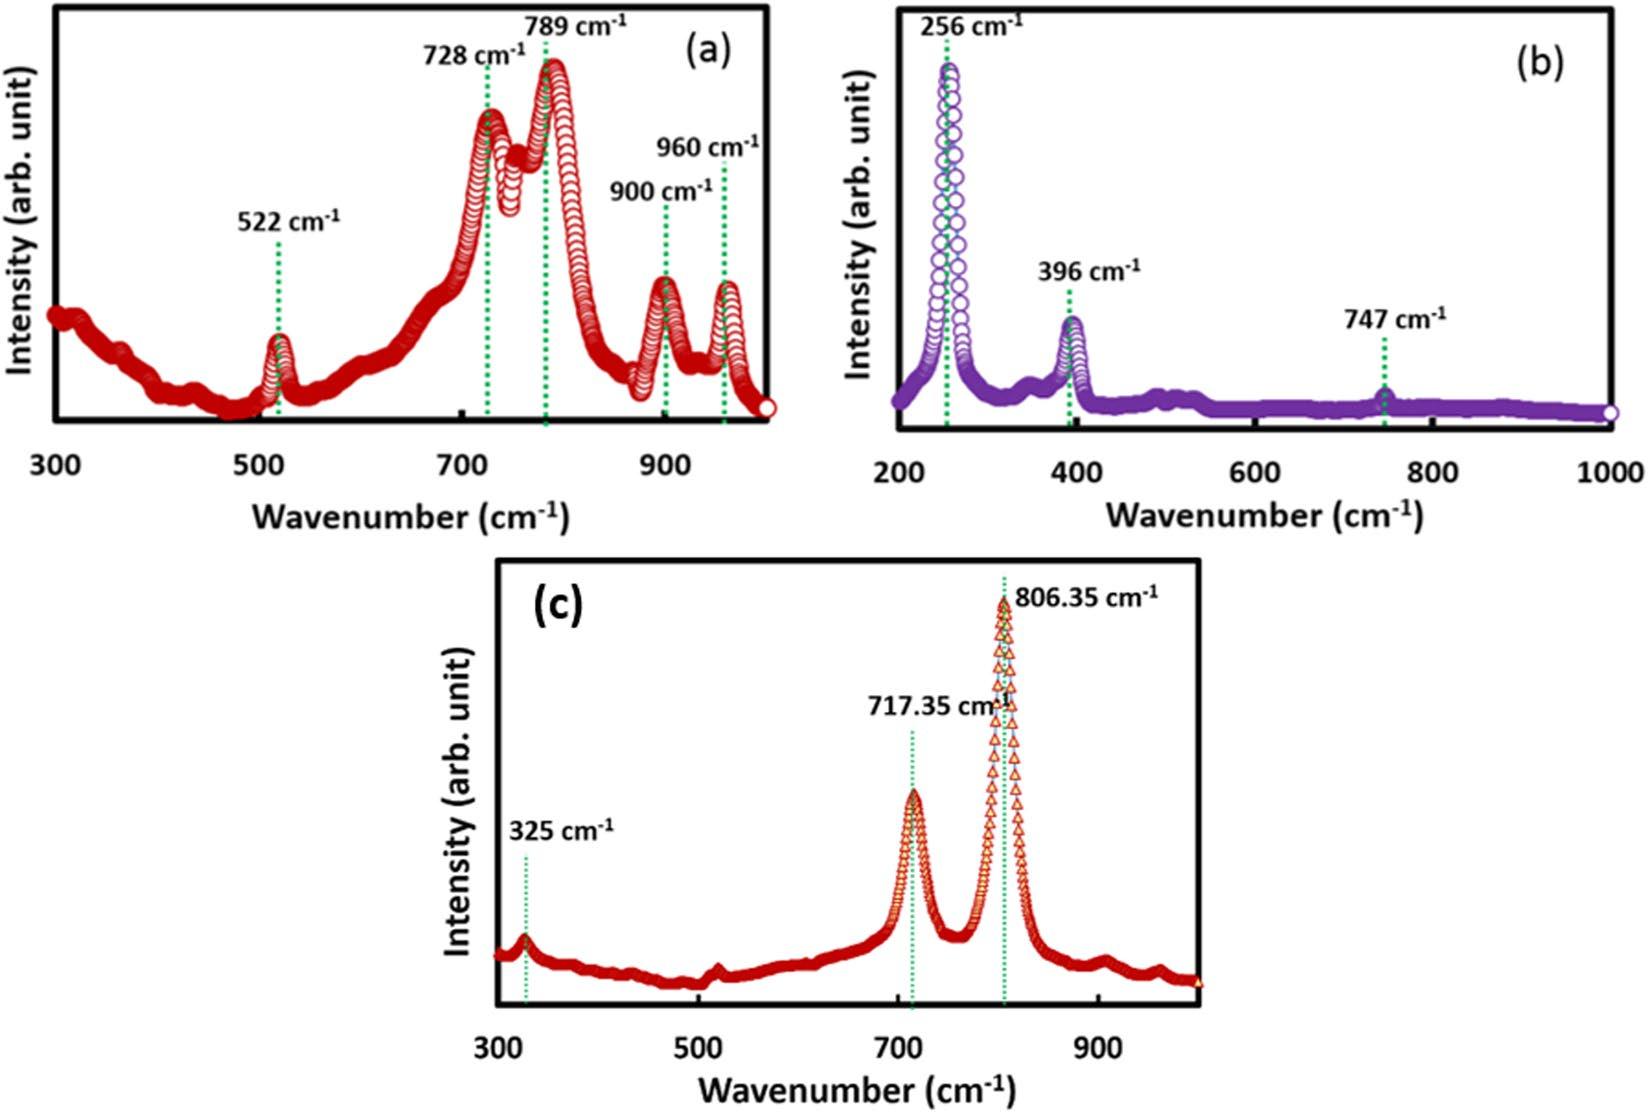 789 cm⁻¹
728 cm⁻¹
(a)
960 cm⁻¹
900 cm⁻¹
522 cm⁻¹
Intensity (arb. unit)
300 500 700 900
Wavenumber (cm⁻¹)
256 cm⁻¹
(b)
396 cm⁻¹
747 cm⁻¹
Intensity (arb. unit)
200 400 600 800 1000
Wavenumber (cm⁻¹)
(c)
806.35 cm⁻¹
717.35 cm⁻¹
325 cm⁻¹
Intensity (arb. unit)
300 500 700 900
Wavenumber (cm⁻¹)